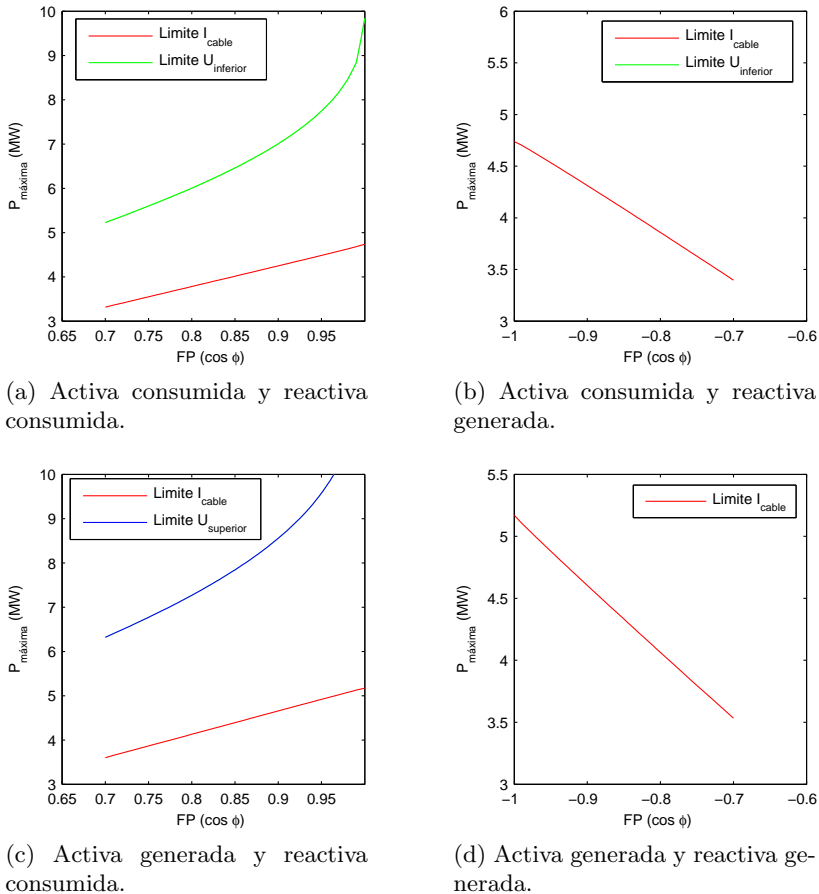 10
9
8
7
6
5
4
3
0.65 0.7 0.75 0.8 0.85 0.9 0.95
FP (cos ϕ)
P_máxima (MW)
Limite I_cable
Limite U_inferior
(a) Activa consumida y reactiva
consumida.
6
5.5
5
4.5
4
3.5
3
−1 −0.9 −0.8 −0.7 −0.6
FP (cos ϕ)
P_máxima (MW)
Limite I_cable
Limite U_inferior
(b) Activa consumida y reactiva
generada.
10
9
8
7
6
5
4
3
0.65 0.7 0.75 0.8 0.85 0.9 0.95
FP (cos ϕ)
P_máxima (MW)
Limite I_cable
Limite U_superior
(c) Activa generada y reactiva
consumida.
5.5
5
4.5
4
3.5
3
−1 −0.9 −0.8 −0.7 −0.6
FP (cos ϕ)
P_máxima (MW)
Limite I_cable
(d) Activa generada y reactiva ge-
nerada.